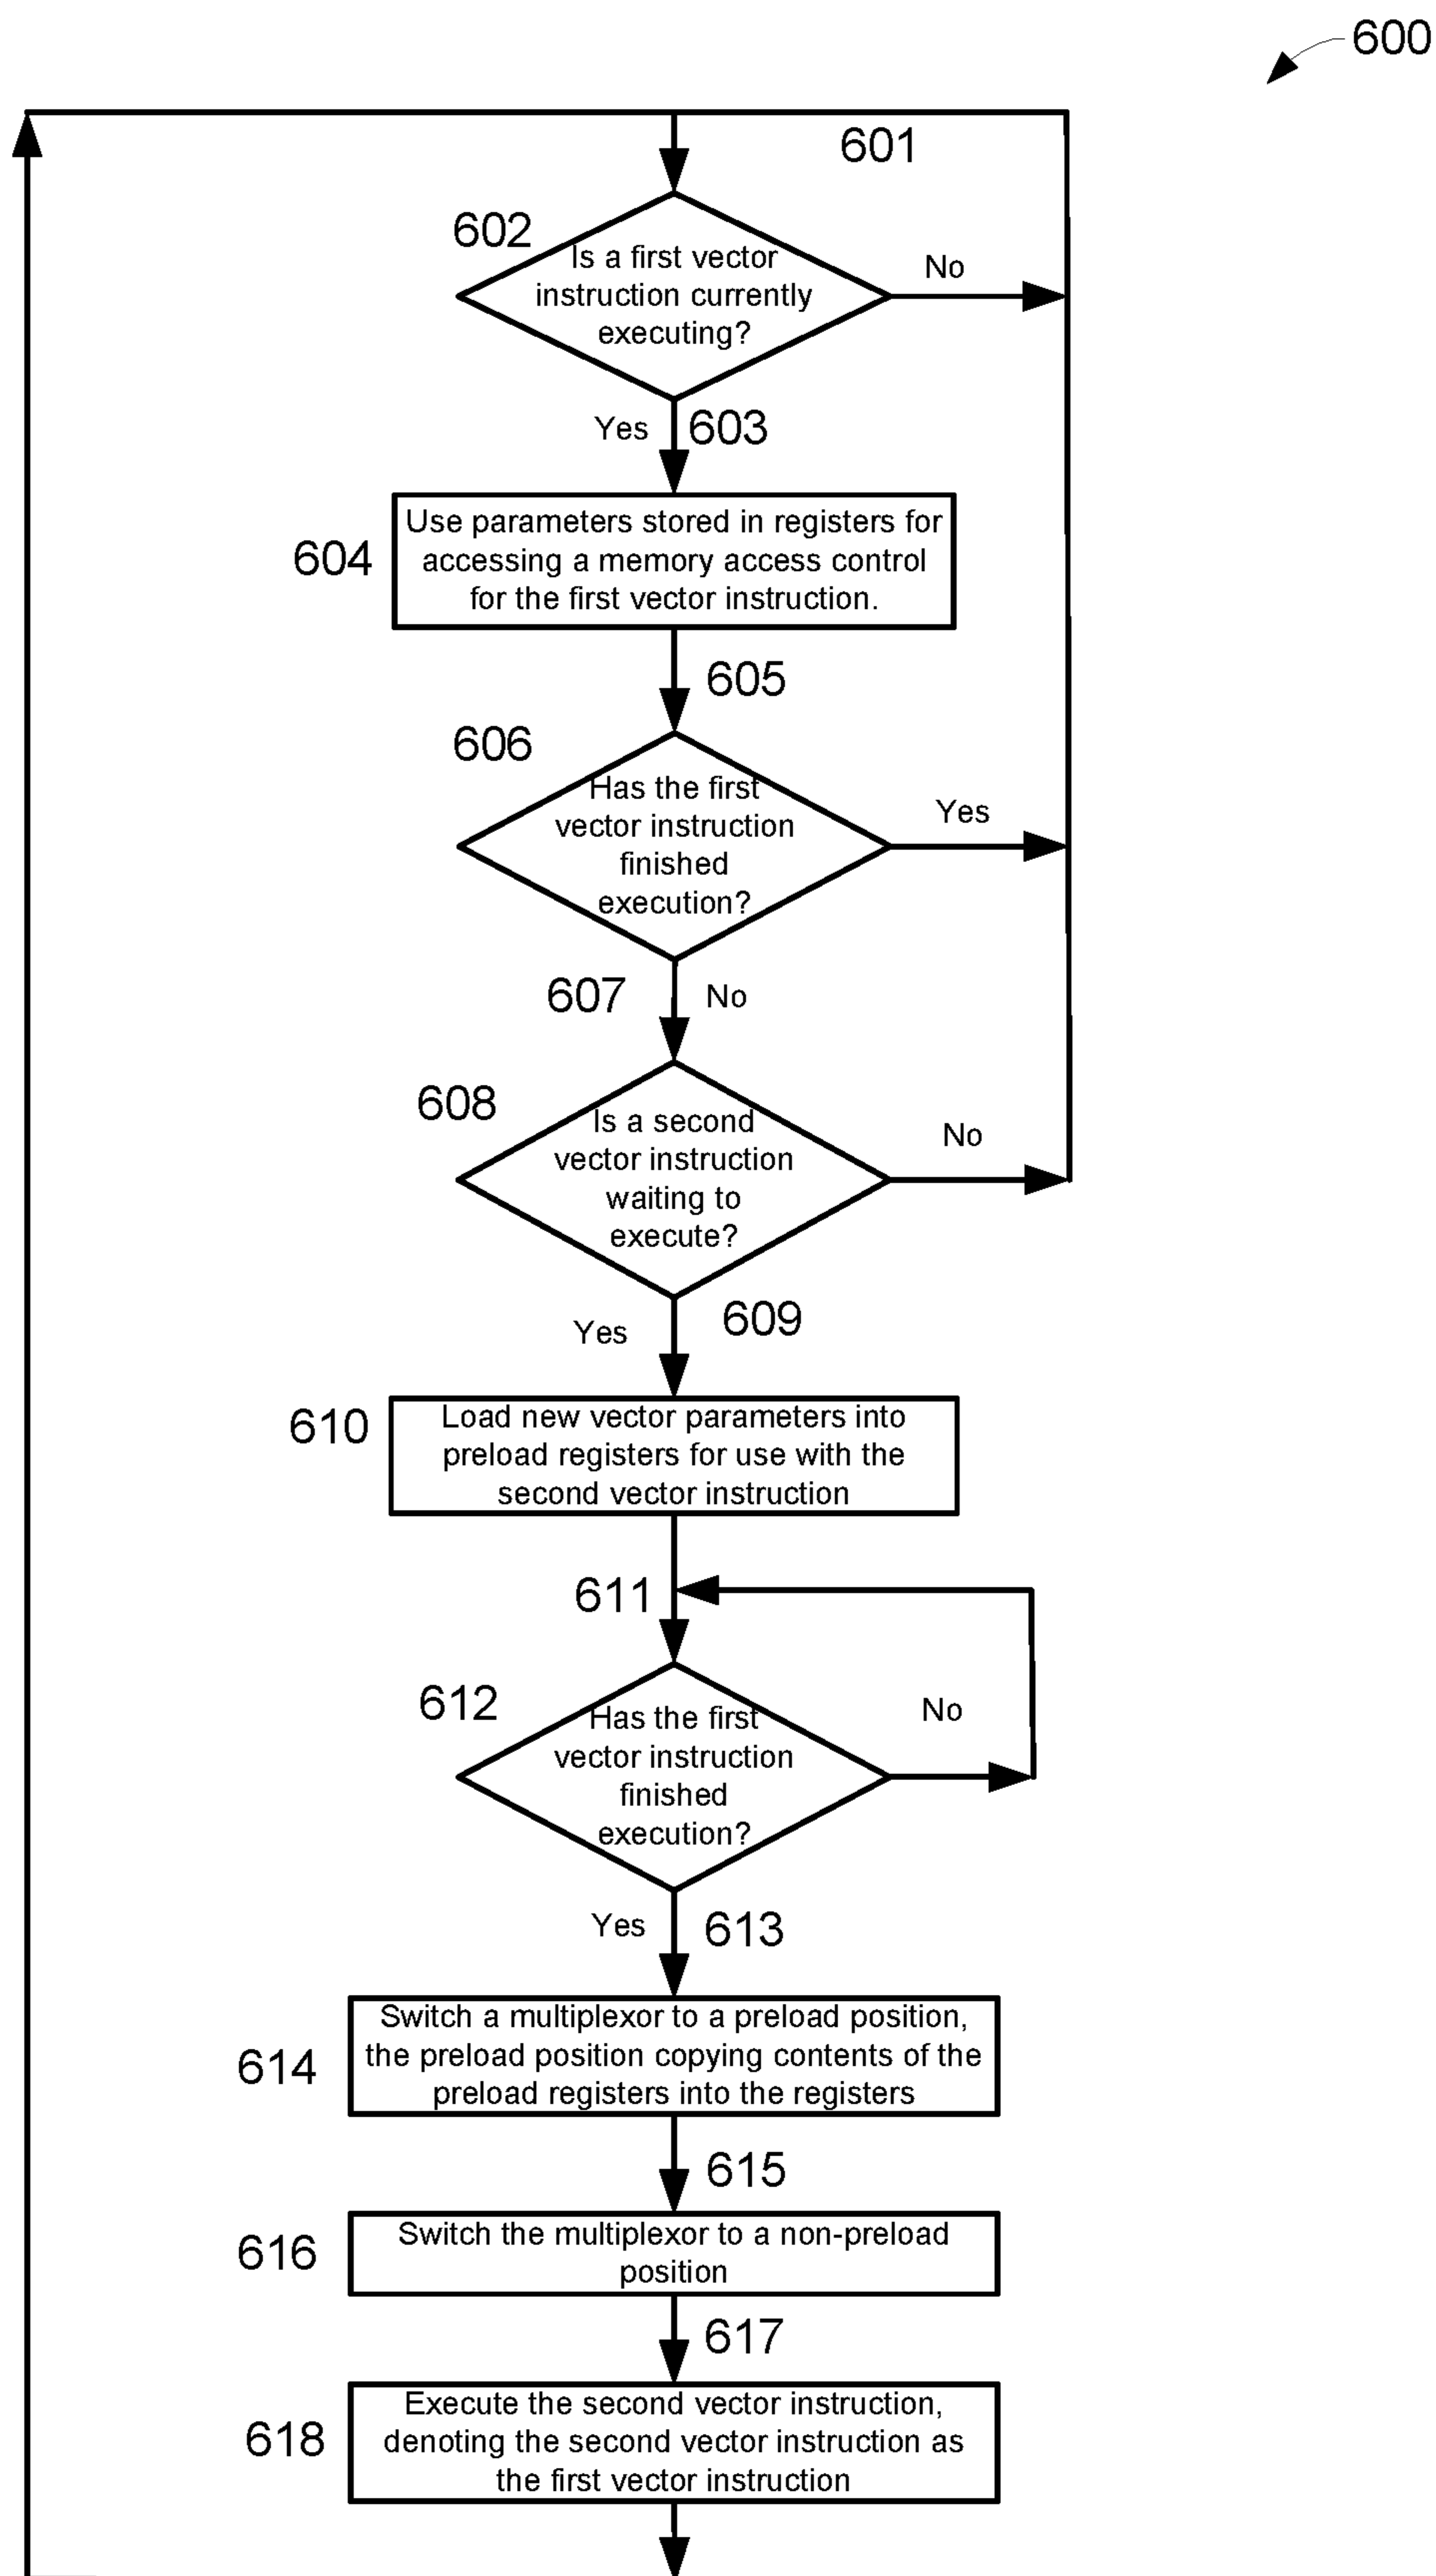 600
601
602
Is a first vector
instruction currently
executing?
No
Yes
603
604
Use parameters stored in registers for
accessing a memory access control
for the first vector instruction.
605
606
Has the first
vector instruction
finished
execution?
Yes
607
No
608
Is a second
vector instruction
waiting to
execute?
No
Yes
609
610
Load new vector parameters into
preload registers for use with the
second vector instruction
611
612
Has the first
vector instruction
finished
execution?
No
Yes
613
614
Switch a multiplexor to a preload position,
the preload position copying contents of the
preload registers into the registers
615
616
Switch the multiplexor to a non-preload
position
617
618
Execute the second vector instruction,
denoting the second vector instruction as
the first vector instruction